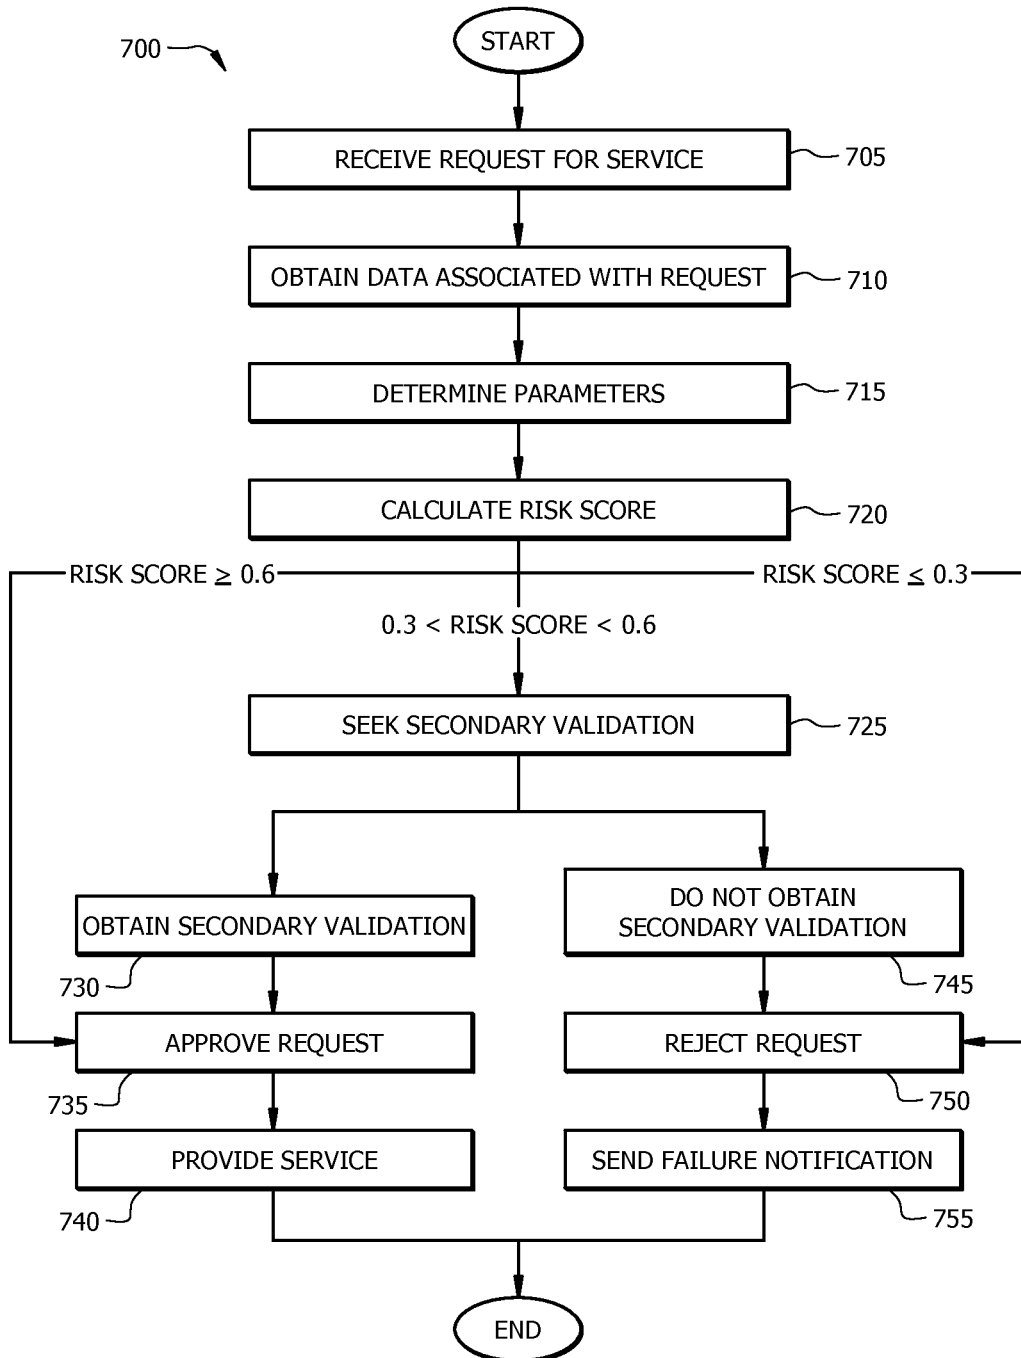 START
700
RECEIVE REQUEST FOR SERVICE
705
OBTAIN DATA ASSOCIATED WITH REQUEST
710
DETERMINE PARAMETERS
715
CALCULATE RISK SCORE
720
RISK SCORE ≥ 0.6
RISK SCORE ≤ 0.3
0.3 < RISK SCORE < 0.6
SEEK SECONDARY VALIDATION
725
OBTAIN SECONDARY VALIDATION
730
DO NOT OBTAIN
SECONDARY VALIDATION
745
APPROVE REQUEST
735
REJECT REQUEST
750
PROVIDE SERVICE
740
SEND FAILURE NOTIFICATION
755
END